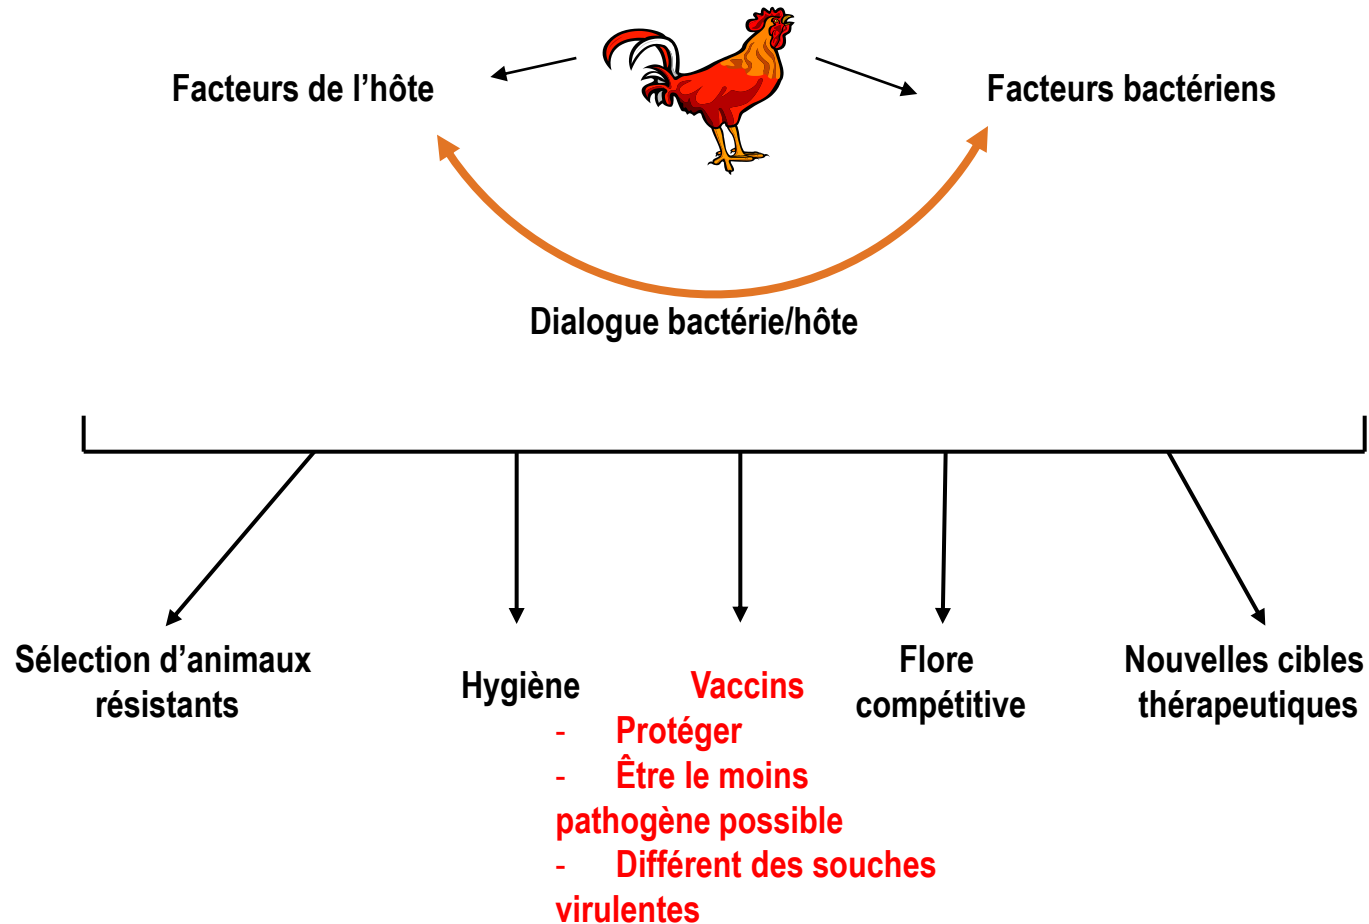 Facteurs de l’hôte
Facteurs bactériens
Dialogue bactérie/hôte
Sélection d’animaux
résistants
Hygiène
Vaccins
- Protéger
- Être le moins
pathogène possible
- Différent des souches
virulentes
Flore
compétitive
Nouvelles cibles
thérapeutiques